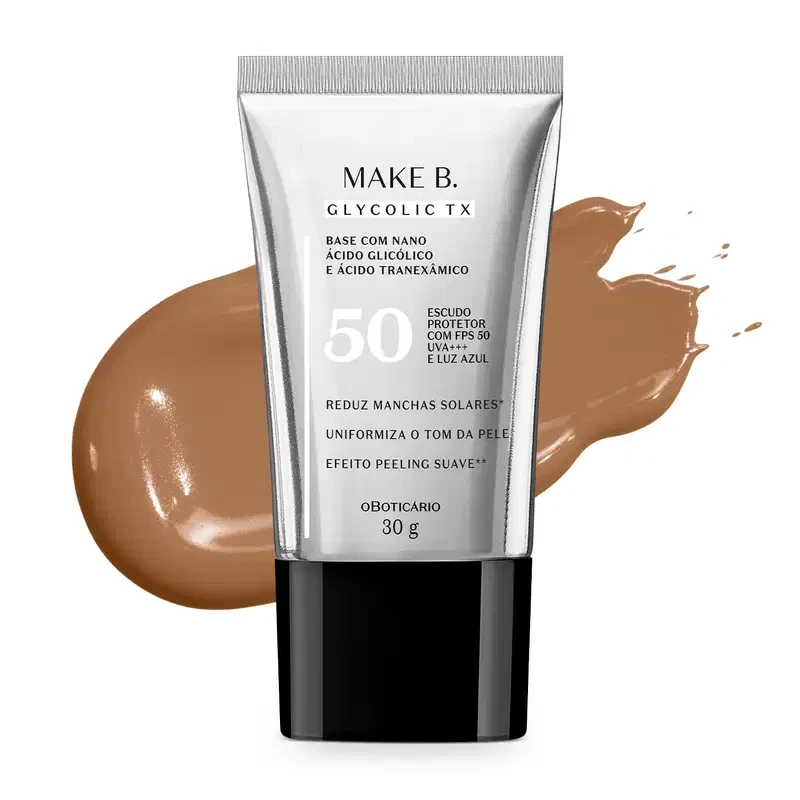 MAKE B.
GLYCOLIC TX
BASE COM NANO
ÁCIDO GLICÓLICO
E ÁCIDO TRANEXÂMICO
50
ESCUDO
PROTETOR
COM FPS 50
UVA+++
E LUZ AZUL
REDUZ MANCHAS SOLARES*
UNIFORMIZA O TOM DA PELE
EFEITO PEELING SUAVE**
oBOTICÁRIO
30 g